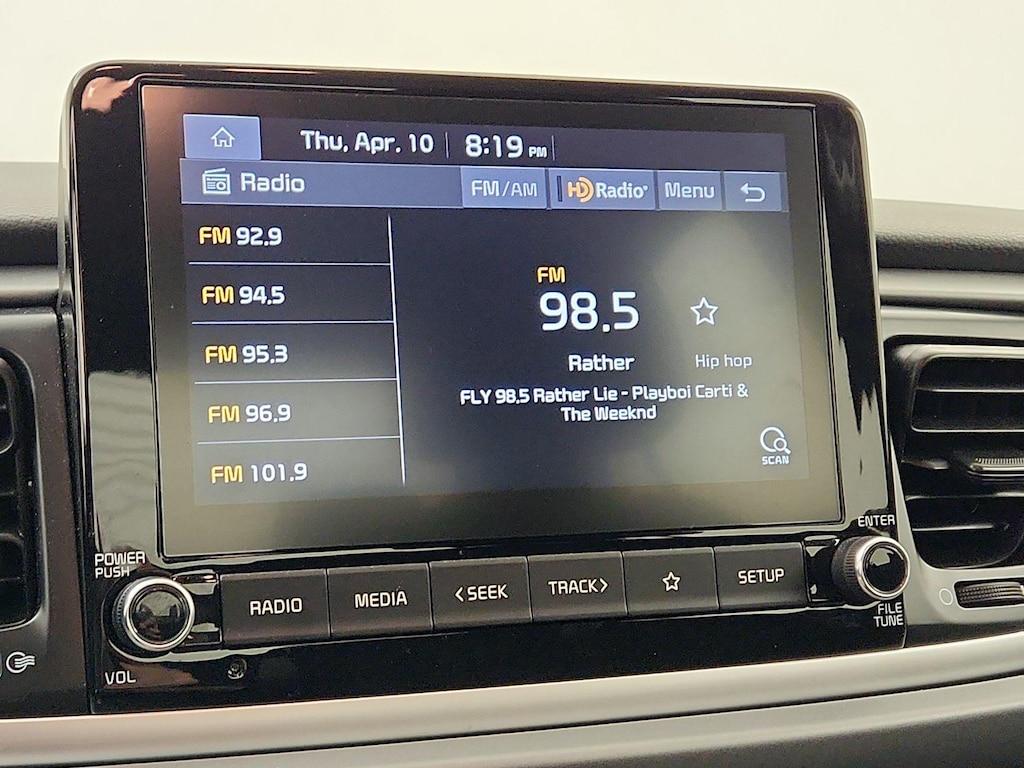 Thu, Apr. 10 8:19 PM
Radio FM/AM HD Radio® Menu
FM 92.9
FM 94.5
FM 95.3
FM 96.9
FM 101.9
FM
98.5
Rather Hip hop
FLY 98.5 Rather Lie - Playboi Carti &
The Weeknd
SCAN
POWER
PUSH
VOL
RADIO MEDIA <SEEK TRACK> SETUP
ENTER
FILE
TUNE